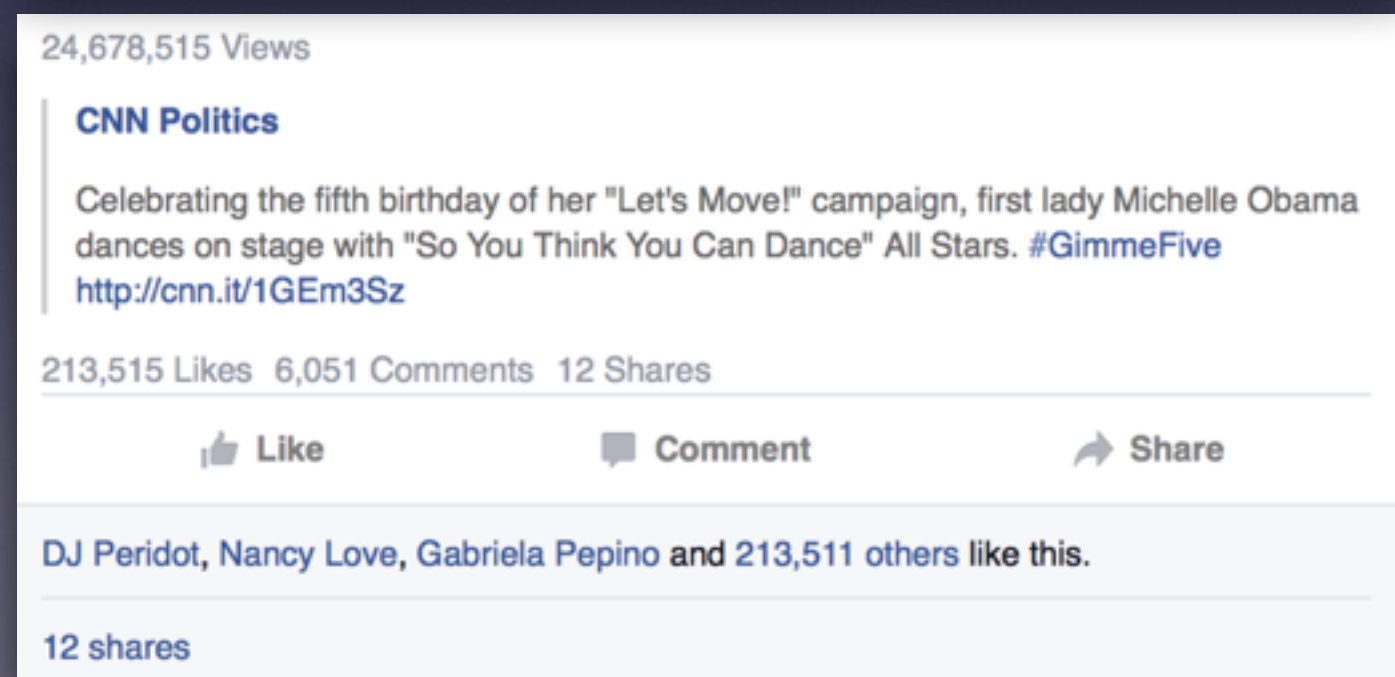 24,678,515 Views
CNN Politics
Celebrating the fifth birthday of her "Let's Move!" campaign, first lady Michelle Obama
dances on stage with "So You Think You Can Dance" All Stars. #GimmeFive
http://cnn.it/1GEm3Sz
213,515 Likes 6,051 Comments 12 Shares
Like Comment Share
DJ Peridot, Nancy Love, Gabriela Pepino and 213,511 others like this.
12 shares